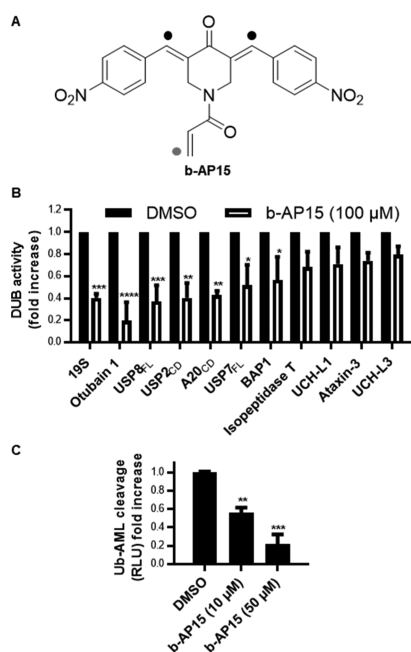 A
O
O₂N
NO₂
N
O
b-AP15
B
DMSO b-AP15 (100 μM)
DUB activity
(fold increase)
1.2
1.0
0.8
0.6
0.4
0.2
0.0
***
****
***
**
**
*
*
19S
Otubain 1
USP8FL
USP2CD
A20CD
USP7FL
BAP1
Isopeptidase T
UCH-L1
Ataxin-3
UCH-L3
C
Ub-AML cleavage
(RLU) fold increase
1.0
0.8
0.6
0.4
0.2
0.0
**
***
DMSO
b-AP15 (10 μM)
b-AP15 (50 μM)